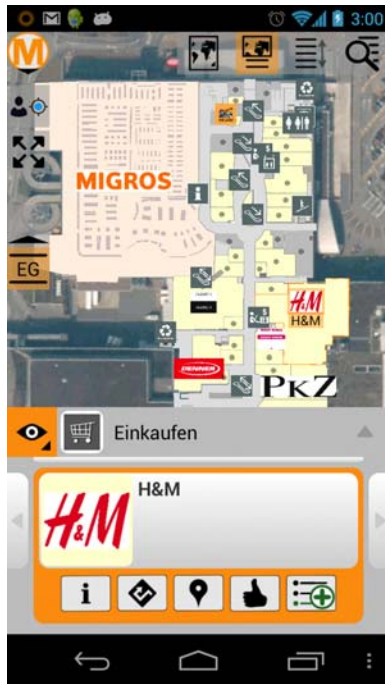 3:00
M
MIGROS
EG
H&M
H&M
DENNER
PKZ
Einkaufen
H&M
H&M